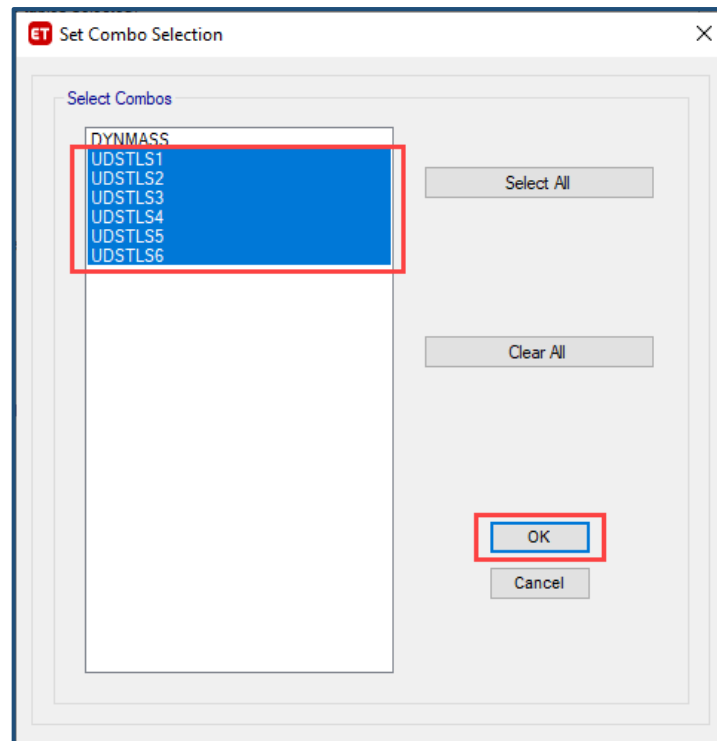 ET Set Combo Selection
Select Combos
DYNMASS
UDSTLS1
UDSTLS2
UDSTLS3
UDSTLS4
UDSTLS5
UDSTLS6
Select All
Clear All
OK
Cancel